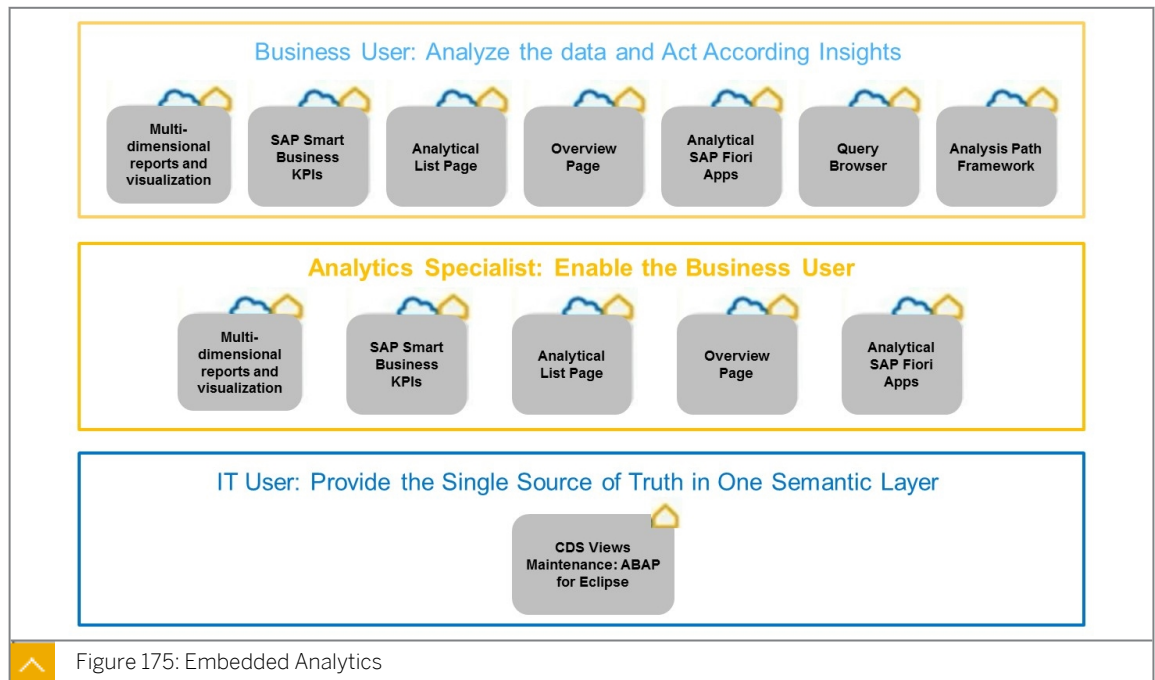 Business User: Analyze the data and Act According Insights
Multi-
dimensional
reports and
visualization
SAP Smart
Business
KPIs
Analytical
List Page
Overview
Page
Analytical
SAP Fiori
Apps
Query
Browser
Analysis Path
Framework
Analytics Specialist: Enable the Business User
Multi-
dimensional
reports and
visualization
SAP Smart
Business
KPIs
Analytical
List Page
Overview
Page
Analytical
SAP Fiori
Apps
IT User: Provide the Single Source of Truth in One Semantic Layer
CDS Views
Maintenance: ABAP
for Eclipse
Figure 175: Embedded Analytics